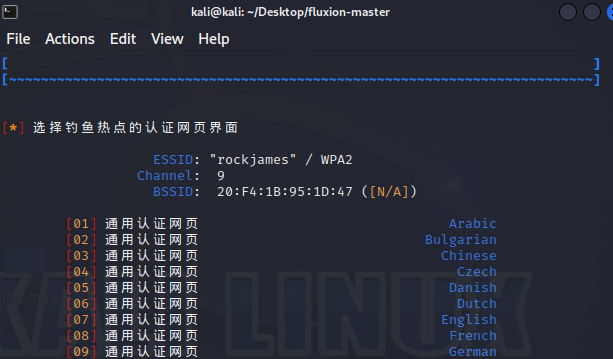 kali@kali: ~/Desktop/fluxion-master
File Actions Edit View Help
[ ]
[~~~~~~~~~~~~~~~~~~~~~~~~~~~~~~~~~~~~~~~~~~~~~~~~~~~~~~~~~~~~~~~~~~~~~~~~]
[*] 选择钓鱼热点的认证网页界面
ESSID: "rockjames" / WPA2
Channel: 9
BSSID: 20:F4:1B:95:1D:47 ([N/A])
[01] 通用认证网页 Arabic
[02] 通用认证网页 Bulgarian
[03] 通用认证网页 Chinese
[04] 通用认证网页 Czech
[05] 通用认证网页 Danish
[06] 通用认证网页 Dutch
[07] 通用认证网页 English
[08] 通用认证网页 French
[09] 通用认证网页 German